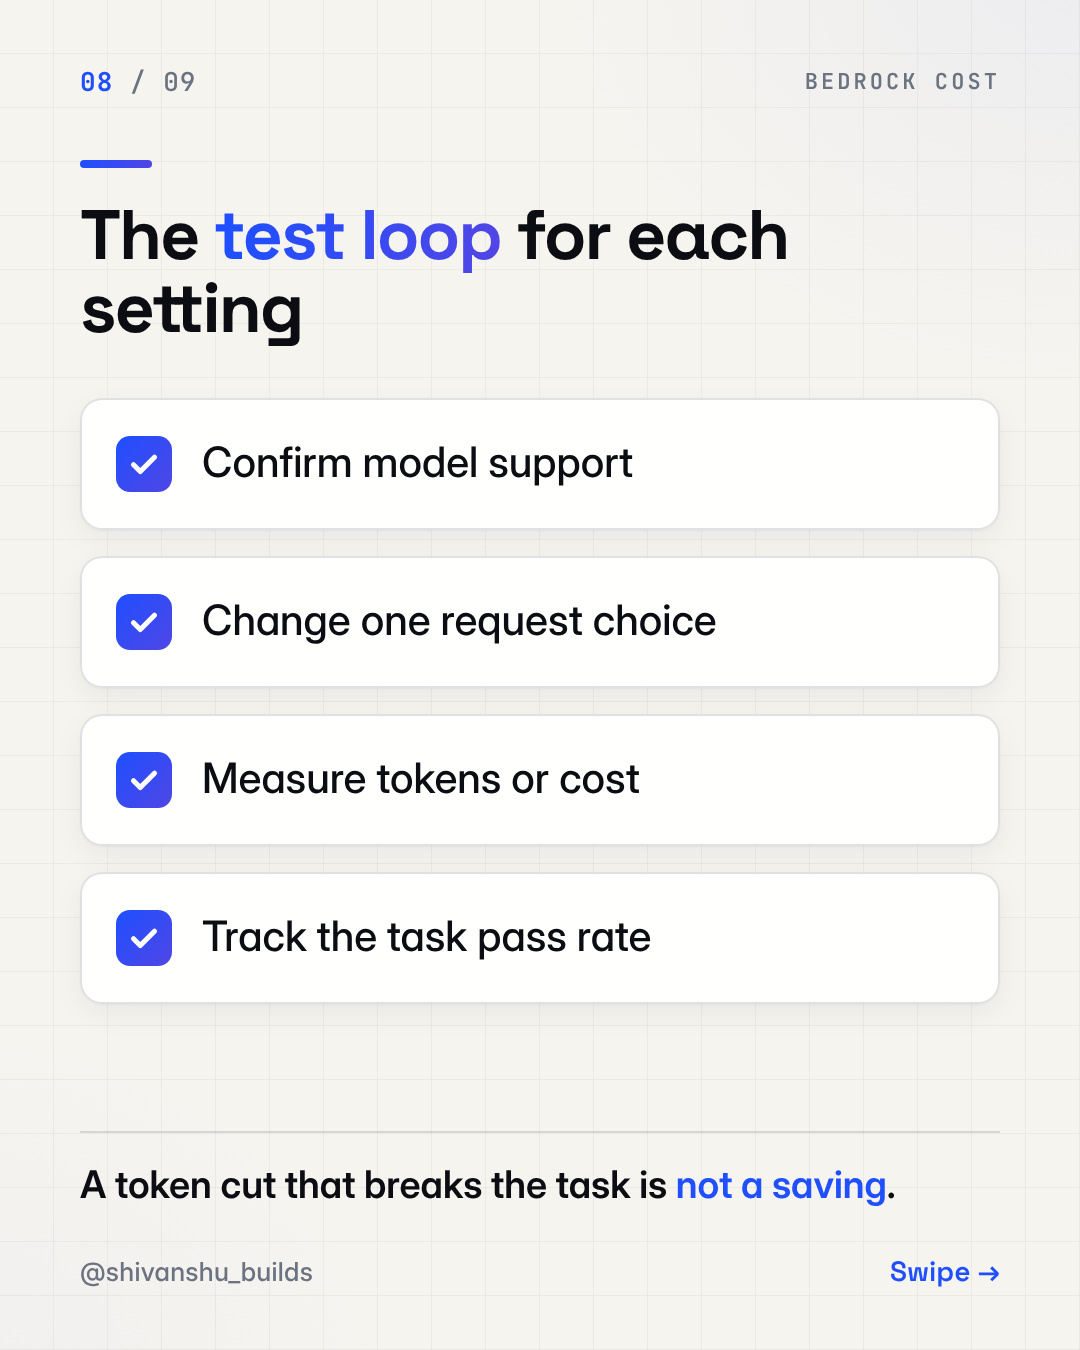 08 / 09
BEDROCK COST
The test loop for each
setting
Confirm model support
Change one request choice
Measure tokens or cost
Track the task pass rate
A token cut that breaks the task is not a saving.
@shivanshu_builds
Swipe →